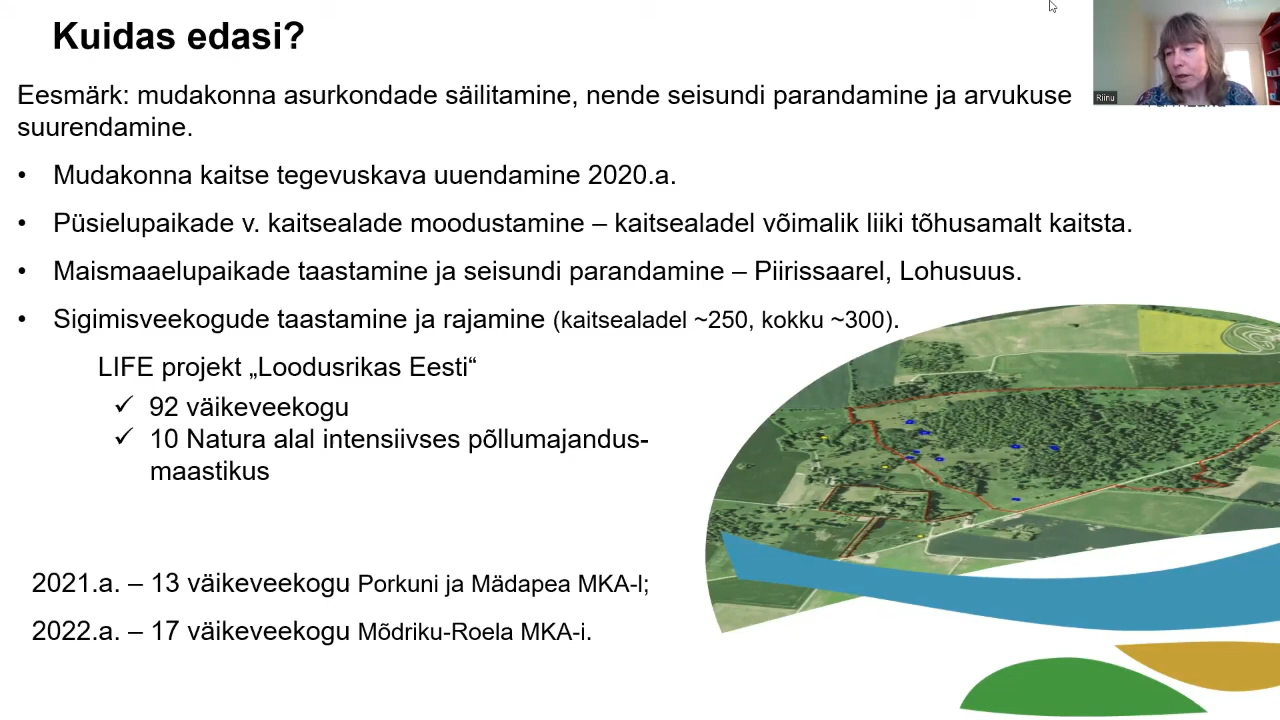 Kuidas edasi?
Riinu
Eesmärk: mudakonna asurkondade säilitamine, nende seisundi parandamine ja arvukuse
suurendamine.
• Mudakonna kaitse tegevuskava uuendamine 2020.a.
• Püsielupaikade v. kaitsealade moodustamine – kaitsealadel võimalik liiki tõhusamalt kaitsta.
• Maismaaelupaikade taastamine ja seisundi parandamine – Piirissaarel, Lohusuus.
• Sigimisveekogude taastamine ja rajamine (kaitsealadel ~250, kokku ~300).
LIFE projekt „Loodusrikas Eesti“
✓ 92 väikeveekogu
✓ 10 Natura alal intensiivses põllumajandus-
maastikus
2021.a. – 13 väikeveekogu Porkuni ja Mädapea MKA-l;
2022.a. – 17 väikeveekogu Mõdriku-Roela MKA-i.